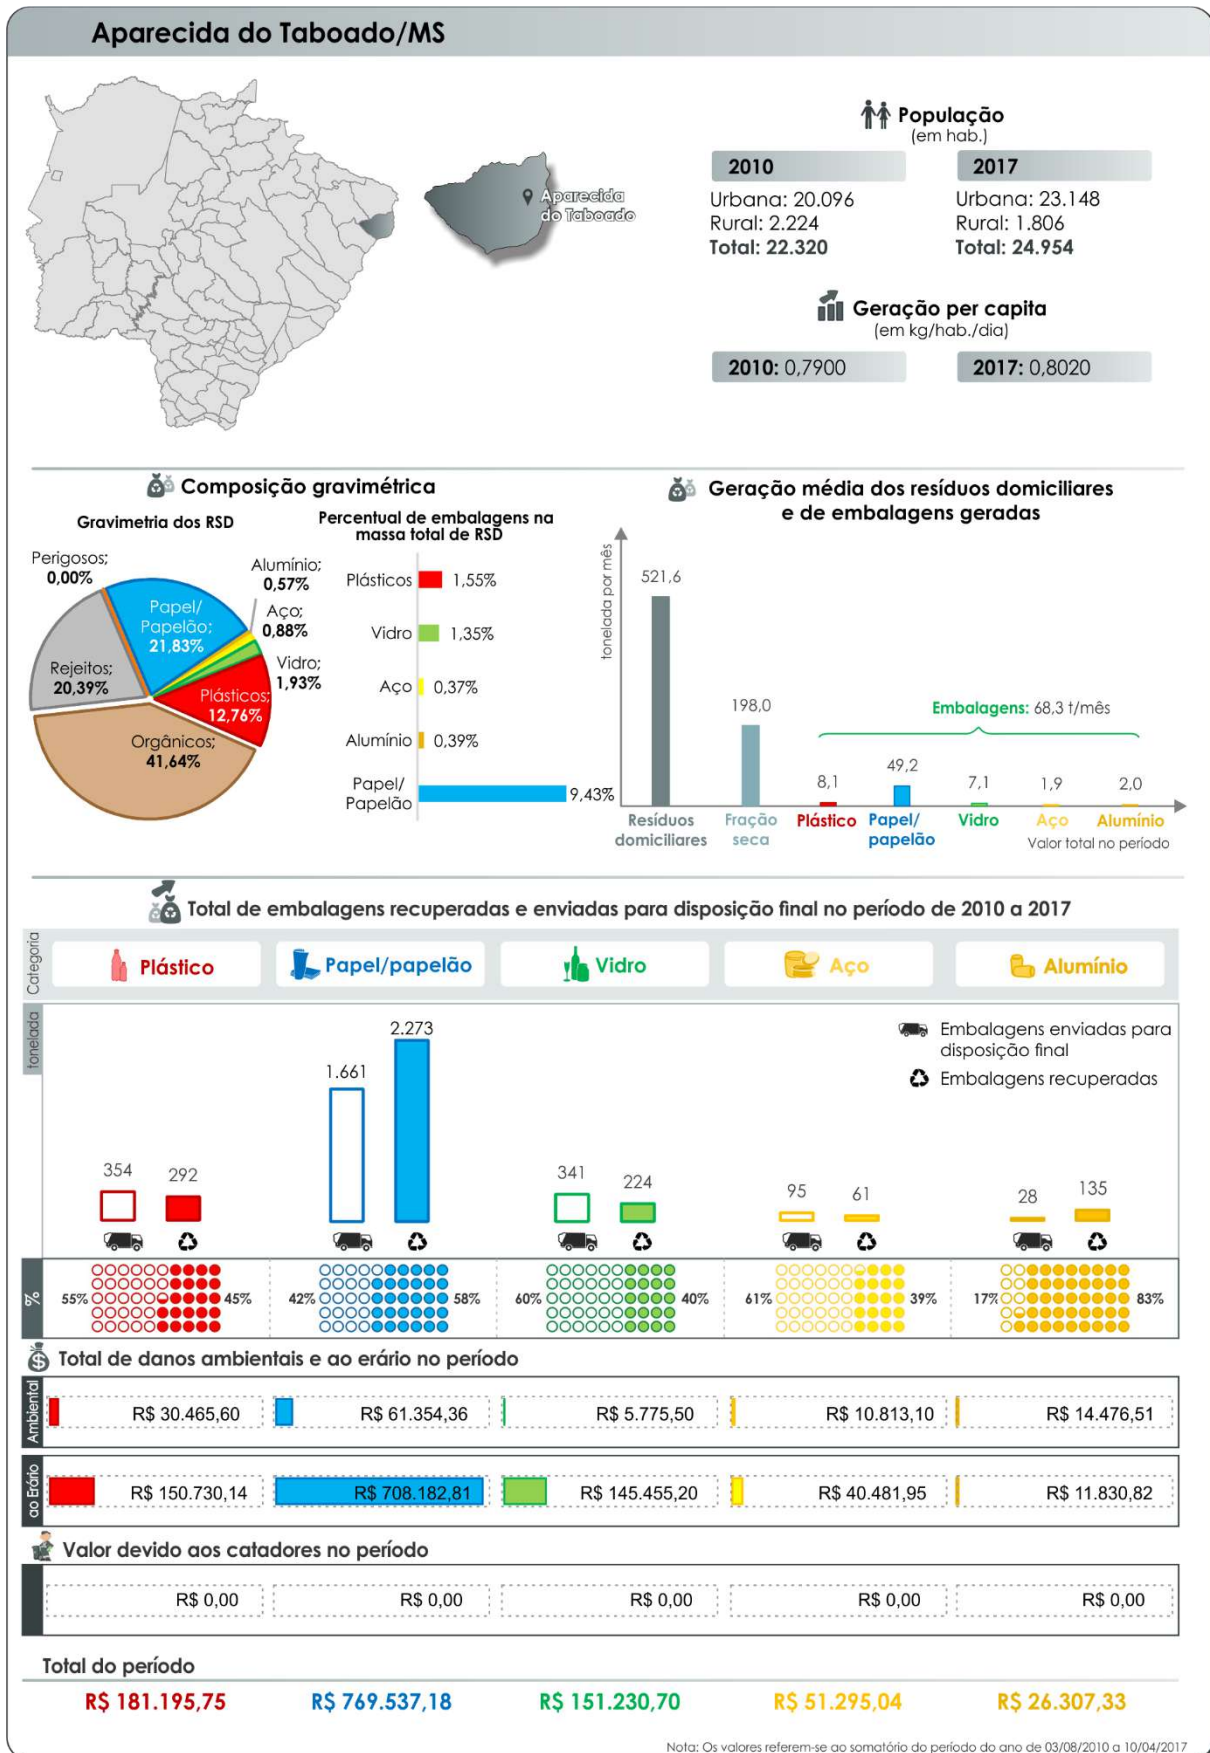 Aparecida do Taboado/MS
Aparecida
do Taboado
População
(em hab.)
2010
2017
Urbana: 20.096
Rural: 2.224
Total: 22.320
Urbana: 23.148
Rural: 1.806
Total: 24.954
Geração per capita
(em kg/hab./dia)
2010: 0,7900
2017: 0,8020
Composição gravimétrica
Gravimetria dos RSD
Perigosos;
0,00%
Papel/
Papelão;
21,83%
Alumínio;
0,57%
Aço;
0,88%
Vidro;
1,93%
Plásticos;
12,76%
Rejeitos;
20,39%
Orgânicos;
41,64%
Percentual de embalagens na
massa total de RSD
Plásticos 1,55%
Vidro 1,35%
Aço 0,37%
Alumínio 0,39%
Papel/
Papelão 9,43%
Geração média dos resíduos domiciliares
e de embalagens geradas
tonelada por mês
521,6
198,0
Embalagens: 68,3 t/mês
8,1
49,2
7,1
1,9
2,0
Resíduos
domiciliares
Fração
seca
Plástico
Papel/
papelão
Vidro
Aço
Alumínio
Valor total no período
Total de embalagens recuperadas e enviadas para disposição final no período de 2010 a 2017
Categoria
Plástico
Papel/papelão
Vidro
Aço
Alumínio
tonelada
Embalagens enviadas para
disposição final
Embalagens recuperadas
354
292
1.661
2.273
341
224
95
61
28
135
%
55% 45%
42% 58%
60% 40%
61% 39%
17% 83%
Total de danos ambientais e ao erário no período
Ambiental
R$ 30.465,60
R$ 61.354,36
R$ 5.775,50
R$ 10.813,10
R$ 14.476,51
ao Erário
R$ 150.730,14
R$ 708.182,81
R$ 145.455,20
R$ 40.481,95
R$ 11.830,82
Valor devido aos catadores no período
R$ 0,00
R$ 0,00
R$ 0,00
R$ 0,00
R$ 0,00
Total do período
R$ 181.195,75
R$ 769.537,18
R$ 151.230,70
R$ 51.295,04
R$ 26.307,33
Nota: Os valores referem-se ao somatório do período do ano de 03/08/2010 a 10/04/2017